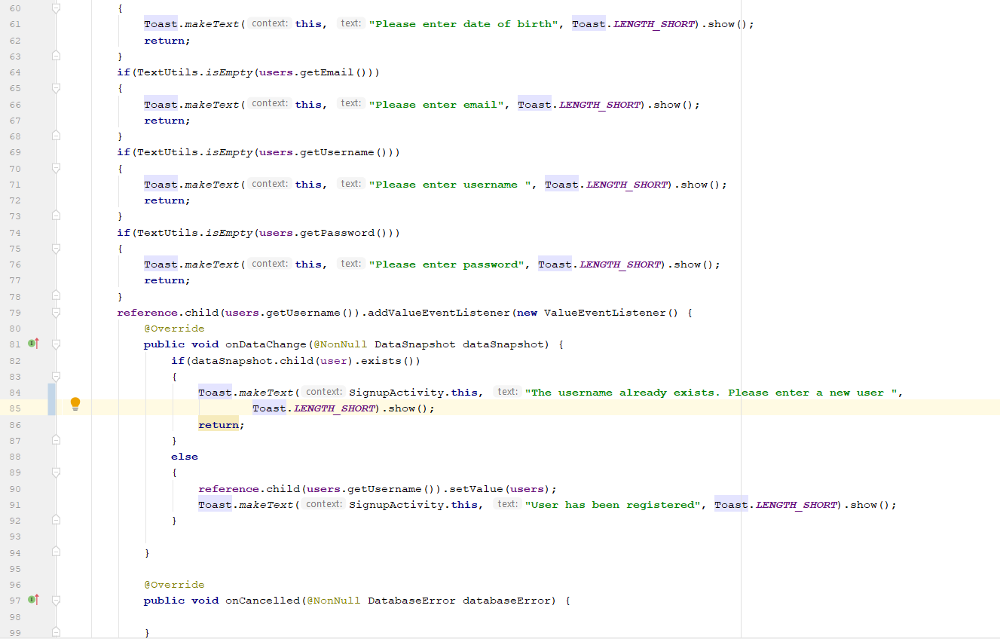 60 {
61 Toast.makeText( context: this, text: "Please enter date of birth", Toast.LENGTH_SHORT).show();
62 return;
63 }
64 if(TextUtils.isEmpty(users.getEmail()))
65 {
66 Toast.makeText( context: this, text: "Please enter email", Toast.LENGTH_SHORT).show();
67 return;
68 }
69 if(TextUtils.isEmpty(users.getUsername()))
70 {
71 Toast.makeText( context: this, text: "Please enter username ", Toast.LENGTH_SHORT).show();
72 return;
73 }
74 if(TextUtils.isEmpty(users.getPassword()))
75 {
76 Toast.makeText( context: this, text: "Please enter password", Toast.LENGTH_SHORT).show();
77 return;
78 }
79 reference.child(users.getUsername()).addValueEventListener(new ValueEventListener() {
80 @Override
81 public void onDataChange(@NonNull DataSnapshot dataSnapshot) {
82 if(dataSnapshot.child(user).exists())
83 {
84 Toast.makeText( context: SignupActivity.this, text: "The username already exists. Please enter a new user ",
85 Toast.LENGTH_SHORT).show();
86 return;
87 }
88 else
89 {
90 reference.child(users.getUsername()).setValue(users);
91 Toast.makeText( context: SignupActivity.this, text: "User has been registered", Toast.LENGTH_SHORT).show();
92 }
93
94 }
95
96 @Override
97 public void onCancelled(@NonNull DatabaseError databaseError) {
98
99 }